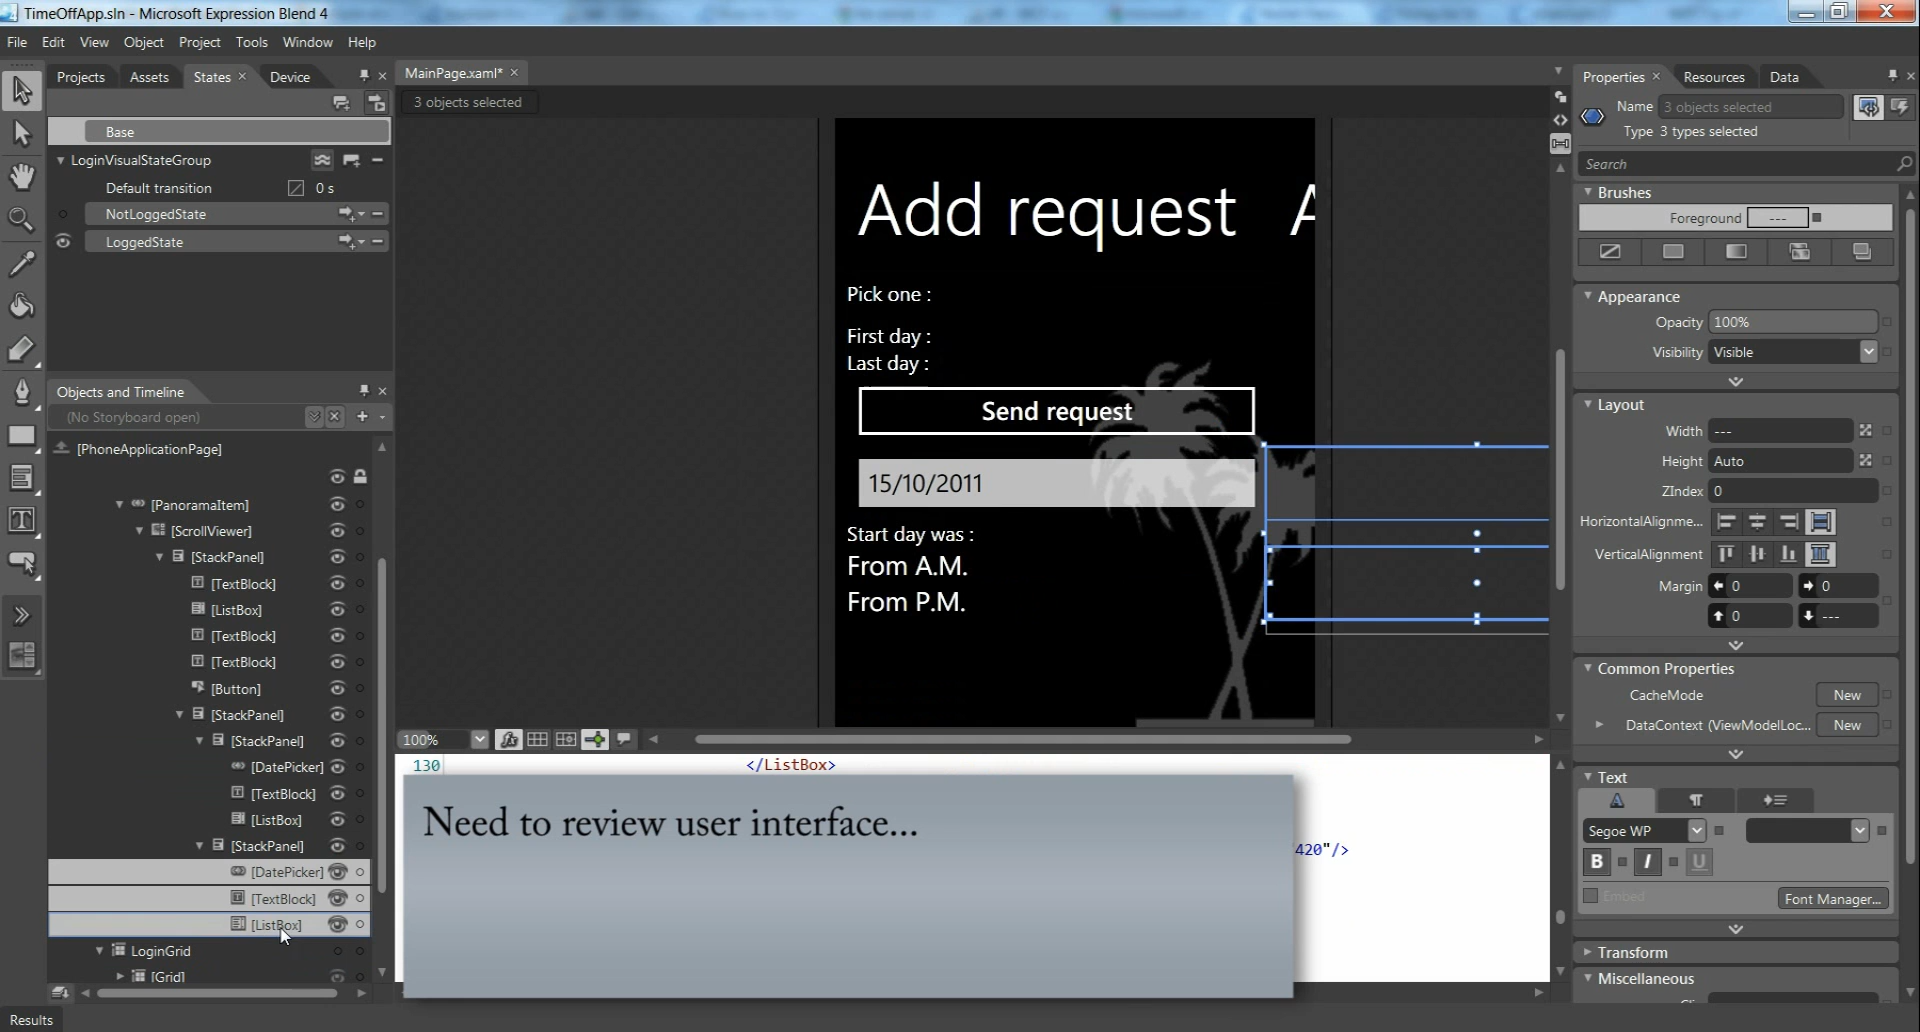 TimeOffApp.sln - Microsoft Expression Blend 4
File Edit View Object Project Tools Window Help
Projects Assets States Device
Base
LoginVisualStateGroup
Default transition 0 s
NotLoggedState
LoggedState
Objects and Timeline
(No Storyboard open)
[PhoneApplicationPage]
[PanoramaItem]
[ScrollViewer]
[StackPanel]
[TextBlock]
[ListBox]
[TextBlock]
[TextBlock]
[Button]
[StackPanel]
[StackPanel]
[DatePicker]
[TextBlock]
[ListBox]
[StackPanel]
[DatePicker]
[TextBlock]
[ListBox]
LoginGrid
[Grid]
Results
MainPage.xaml*
3 objects selected
Add request A
Pick one :
First day :
Last day :
Send request
15/10/2011
Start day was :
From A.M.
From P.M.
100%
130 </ListBox>
420"/>
Need to review user interface...
Properties Resources Data
Name 3 objects selected
Type 3 types selected
Search
Brushes
Foreground ---
Appearance
Opacity 100%
Visibility Visible
Layout
Width ---
Height Auto
ZIndex 0
HorizontalAlignme...
VerticalAlignment
Margin 0 0
0 ---
Common Properties
CacheMode New
DataContext (ViewModelLoc... New
Text
A
Segoe WP
B I U
Embed
Font Manager...
Transform
Miscellaneous